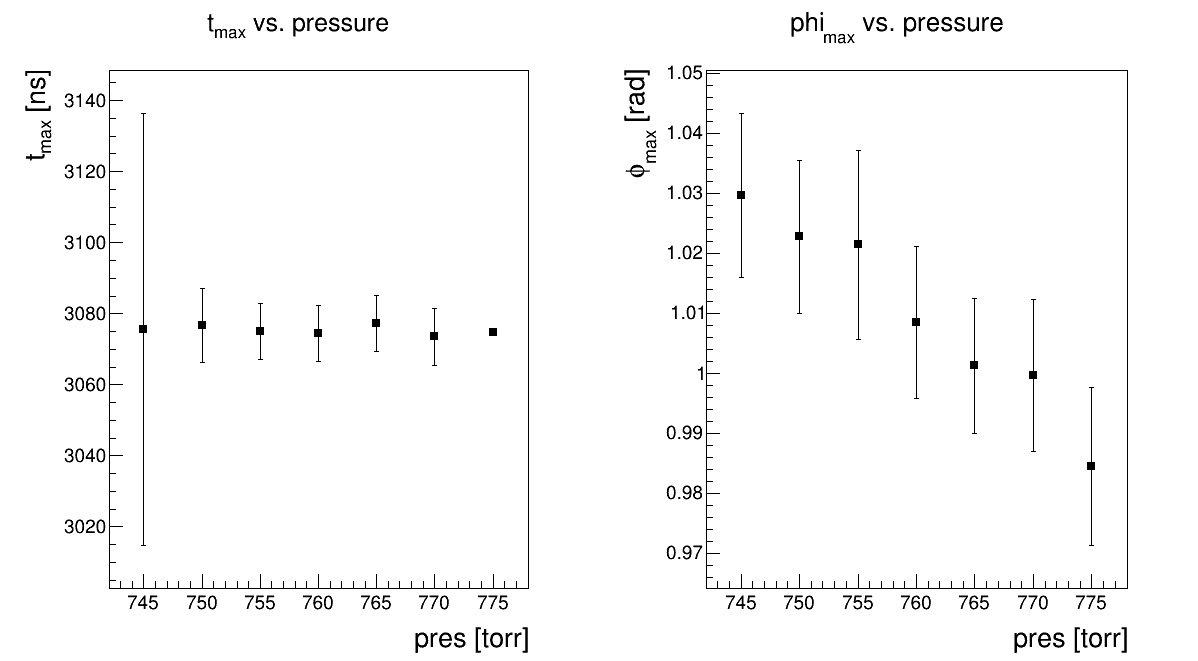 t_max vs. pressure
t_max [ns]
3140
3120
3100
3080
3060
3040
3020
745 750 755 760 765 770 775
pres [torr]
phi_max vs. pressure
ϕ_max [rad]
1.05
1.04
1.03
1.02
1.01
1
0.99
0.98
0.97
745 750 755 760 765 770 775
pres [torr]